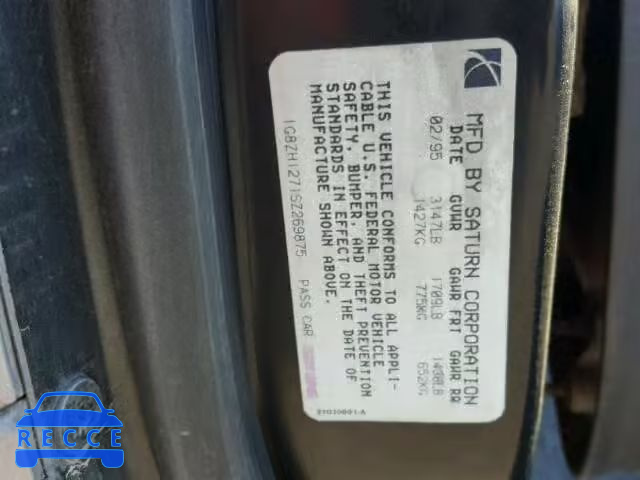 MFD BY SATURN CORPORATION
DATE GVWR GAWR FRT GAWR RR
02/95 3147LB 1709LB 1438LB
1427KG 775KG 652KG
THIS VEHICLE CONFORMS TO ALL APPLI-
CABLE U.S. FEDERAL MOTOR VEHICLE
SAFETY, BUMPER, AND THEFT PREVENTION
STANDARDS IN EFFECT ON THE DATE OF
MANUFACTURE SHOWN ABOVE.
1G8ZH1271SZ269875 PASS CAR
RECCE